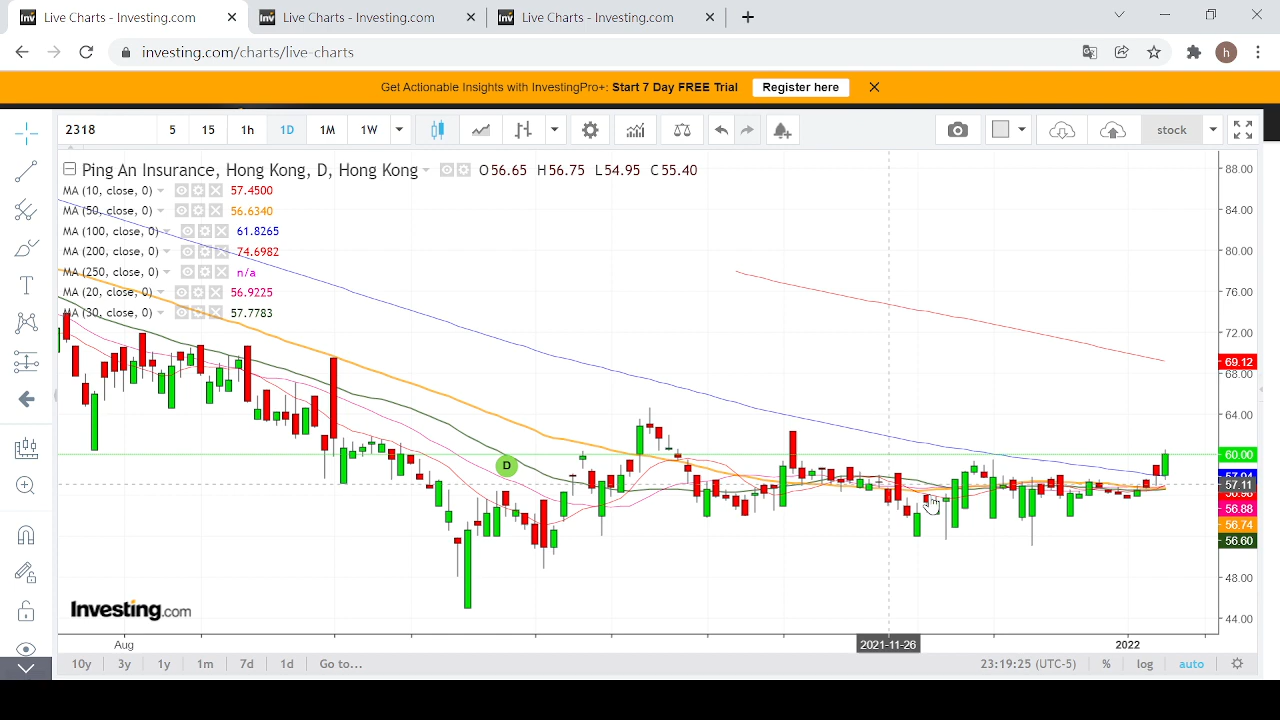 Live Charts - Investing.com
Live Charts - Investing.com
Live Charts - Investing.com
investing.com/charts/live-charts
h
Get Actionable Insights with InvestingPro+: Start 7 Day FREE Trial
Register here
2318 5 15 1h 1D 1M 1W stock
Ping An Insurance, Hong Kong, D, Hong Kong O56.65 H56.75 L54.95 C55.40
MA (10, close, 0) 57.4500
MA (50, close, 0) 56.6340
MA (100, close, 0) 61.8265
MA (200, close, 0) 74.6982
MA (250, close, 0) n/a
MA (20, close, 0) 56.9225
MA (30, close, 0) 57.7783
88.00
84.00
80.00
76.00
72.00
69.12
68.00
64.00
60.00
57.11
56.88
56.74
56.60
48.00
44.00
D
Investing.com
Aug 2021-11-26 2022
10y 3y 1y 1m 7d 1d Go to... 23:19:25 (UTC-5) % log auto